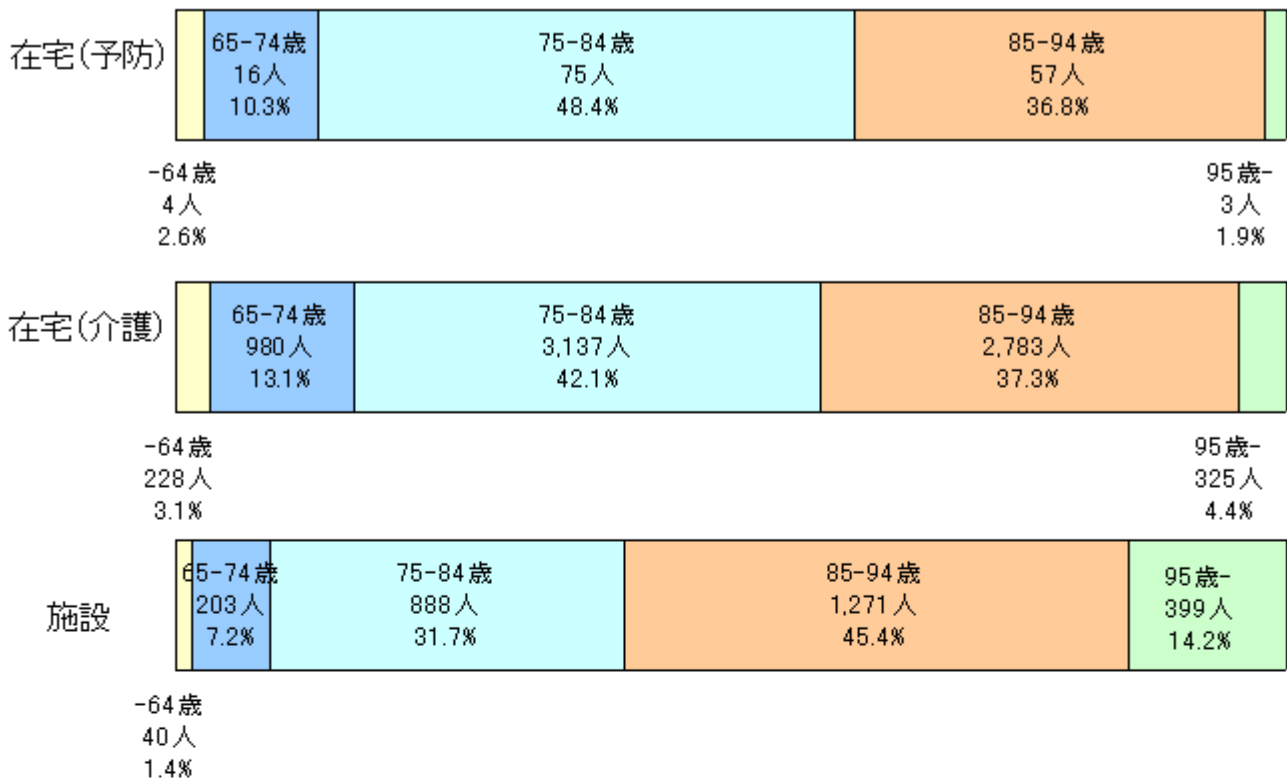 在宅(予防)
65-74歳
16人
10.3%
75-84歳
75人
48.4%
85-94歳
57人
36.8%
-64歳
4人
2.6%
95歳-
3人
1.9%
在宅(介護)
65-74歳
980人
13.1%
75-84歳
3,137人
42.1%
85-94歳
2,783人
37.3%
-64歳
228人
3.1%
95歳-
325人
4.4%
施設
65-74歳
203人
7.2%
75-84歳
888人
31.7%
85-94歳
1,271人
45.4%
95歳-
399人
14.2%
-64歳
40人
1.4%